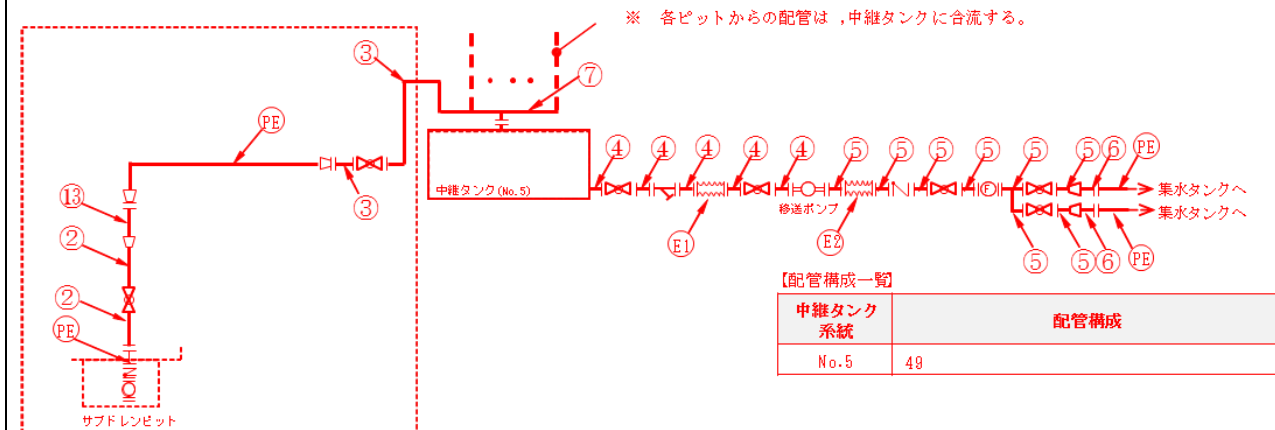 ※ 各ピットからの配管は ,中継タンクに合流する。
③
⑦
PE
④ ④ ④ ④ ④ ⑤ ⑤ ⑤ ⑤ ⑤ ⑤ ⑥ PE
中継タンク(No.5)
③
⑬
②
移送ポンプ
F
集水タンクへ
集水タンクへ
E1
E2
⑤ ⑤ ⑥ PE
②
PE
サブドレンピット
【配管構成一覧】
中継タンク系統 配管構成
No.5 49